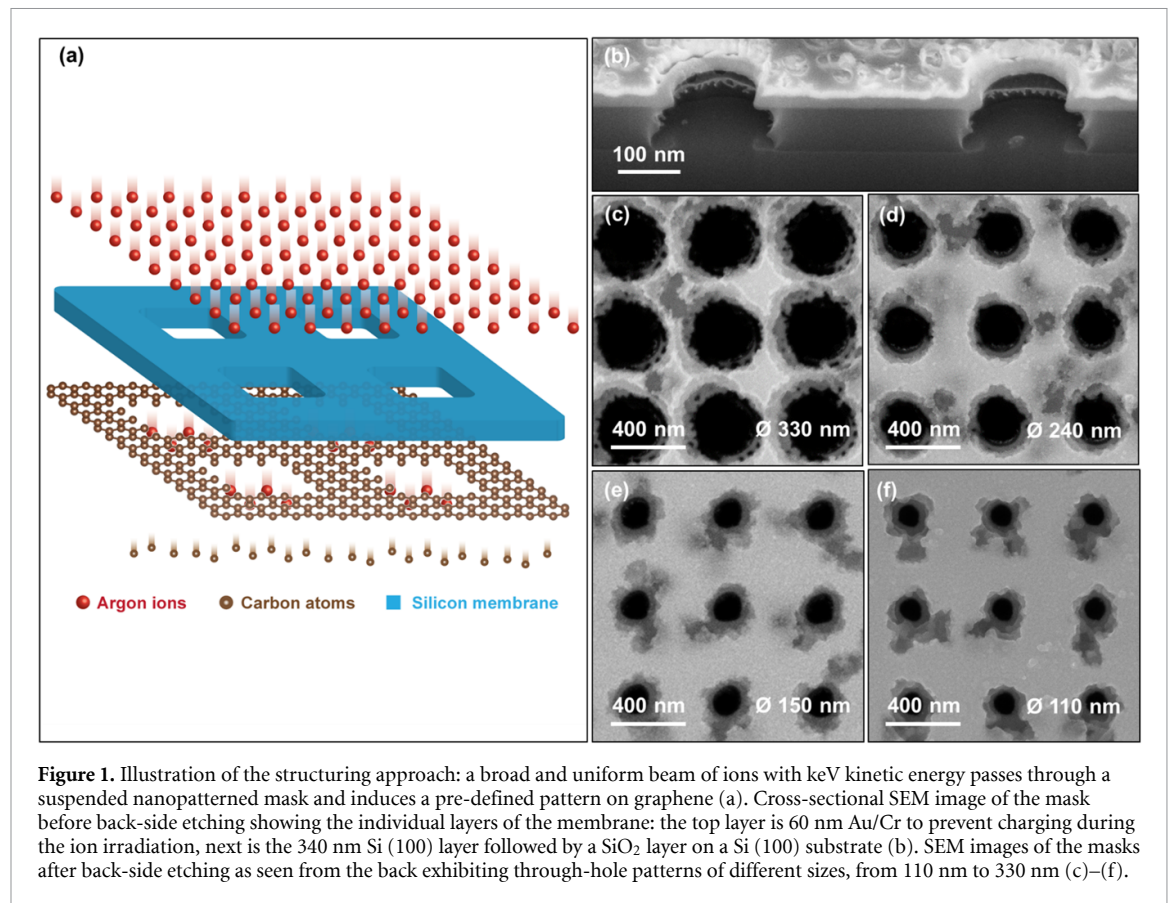 (a)
Argon ions
Carbon atoms
Silicon membrane
(b)
100 nm
(c)
400 nm
Ø 330 nm
(d)
400 nm
Ø 240 nm
(e)
400 nm
Ø 150 nm
(f)
400 nm
Ø 110 nm
Figure 1. Illustration of the structuring approach: a broad and uniform beam of ions with keV kinetic energy passes through a
suspended nanopatterned mask and induces a pre-defined pattern on graphene (a). Cross-sectional SEM image of the mask
before back-side etching showing the individual layers of the membrane: the top layer is 60 nm Au/Cr to prevent charging during
the ion irradiation, next is the 340 nm Si (100) layer followed by a SiO₂ layer on a Si (100) substrate (b). SEM images of the masks
after back-side etching as seen from the back exhibiting through-hole patterns of different sizes, from 110 nm to 330 nm (c)–(f).